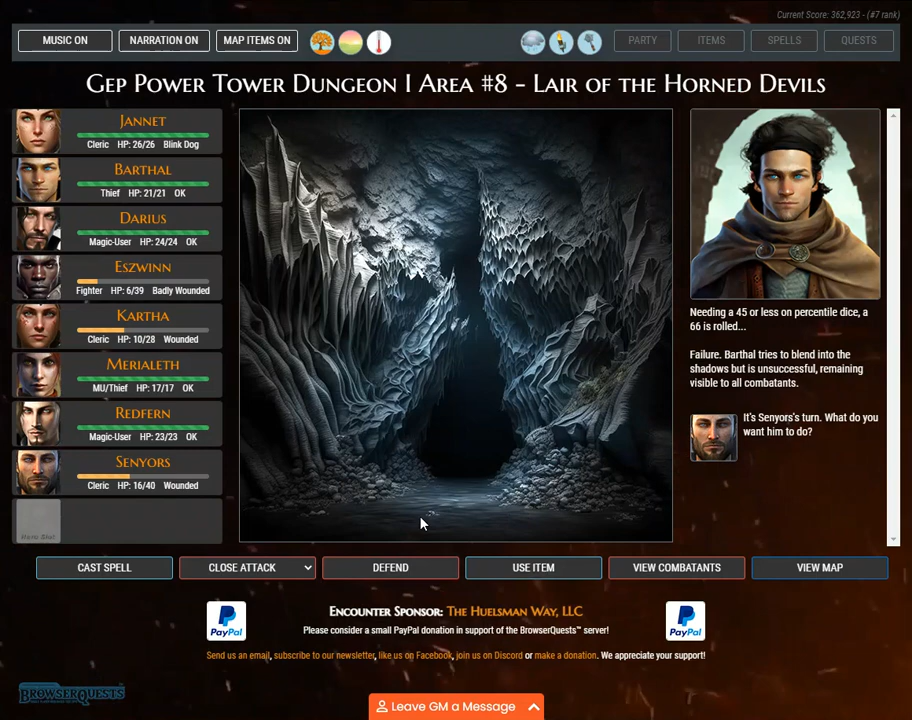 Current Score: 362,923 - (#7 rank)
MUSIC ON
NARRATION ON
MAP ITEMS ON
PARTY
ITEMS
SPELLS
QUESTS
Gep Power Tower Dungeon I Area #8 - Lair of the Horned Devils
Jannet
Cleric HP: 26/26 Blink Dog
Barthal
Thief HP: 21/21 OK
Darius
Magic-User HP: 24/24 OK
Eszwinn
Fighter HP: 6/39 Badly Wounded
Kartha
Cleric HP: 10/28 Wounded
Merialeth
MU/Thief HP: 17/17 OK
Redfern
Magic-User HP: 23/23 OK
Senyors
Cleric HP: 16/40 Wounded
Hero Slot
Needing a 45 or less on percentile dice, a
66 is rolled...
Failure. Barthal tries to blend into the
shadows but is unsuccessful, remaining
visible to all combatants.
It's Senyors's turn. What do you
want him to do?
CAST SPELL
CLOSE ATTACK
DEFEND
USE ITEM
VIEW COMBATANTS
VIEW MAP
PayPal
Encounter Sponsor: The Huelsman Way, LLC
Please consider a small PayPal donation in support of the BrowserQuests™ server!
PayPal
Send us an email, subscribe to our newsletter, like us on Facebook, join us on Discord or make a donation. We appreciate your support!
BrowserQuests
Leave GM a Message